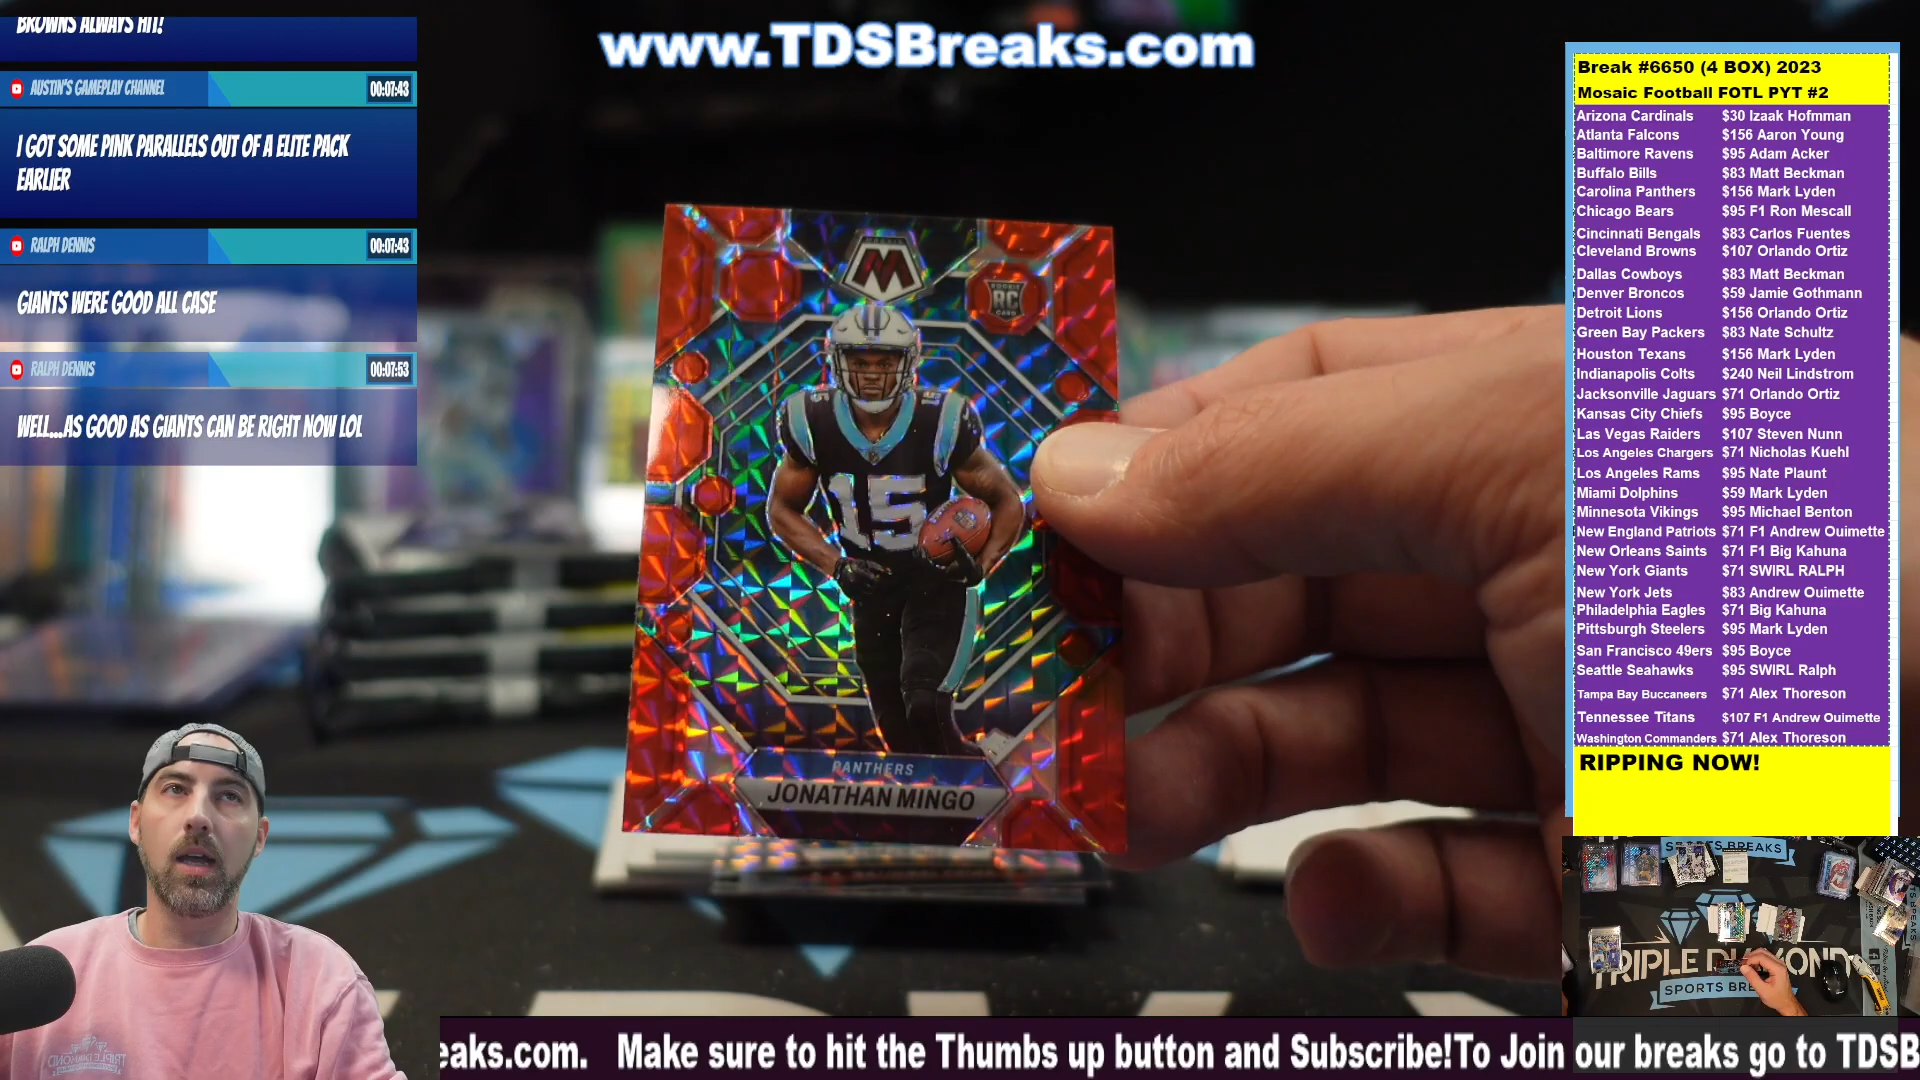 BROWNS ALWAYS HIT!
AUSTIN'S GAMEPLAY CHANNEL
00:07:43
I GOT SOME PINK PARALLELS OUT OF A ELITE PACK
EARLIER
RALPH DENNIS
00:07:43
GIANTS WERE GOOD ALL CASE
RALPH DENNIS
00:07:53
WELL...AS GOOD AS GIANTS CAN BE RIGHT NOW LOL
www.TDSBreaks.com
ROOKIE
RC
CARD
15
PANTHERS
JONATHAN MINGO
Break #6650 (4 BOX) 2023
Mosaic Football FOTL PYT #2
Arizona Cardinals $30 Izaak Hofmman
Atlanta Falcons $156 Aaron Young
Baltimore Ravens $95 Adam Acker
Buffalo Bills $83 Matt Beckman
Carolina Panthers $156 Mark Lyden
Chicago Bears $95 F1 Ron Mescall
Cincinnati Bengals $83 Carlos Fuentes
Cleveland Browns $107 Orlando Ortiz
Dallas Cowboys $83 Matt Beckman
Denver Broncos $59 Jamie Gothmann
Detroit Lions $156 Orlando Ortiz
Green Bay Packers $83 Nate Schultz
Houston Texans $156 Mark Lyden
Indianapolis Colts $240 Neil Lindstrom
Jacksonville Jaguars $71 Orlando Ortiz
Kansas City Chiefs $95 Boyce
Las Vegas Raiders $107 Steven Nunn
Los Angeles Chargers $71 Nicholas Kuehl
Los Angeles Rams $95 Nate Plaunt
Miami Dolphins $59 Mark Lyden
Minnesota Vikings $95 Michael Benton
New England Patriots $71 F1 Andrew Ouimette
New Orleans Saints $71 F1 Big Kahuna
New York Giants $71 SWIRL RALPH
New York Jets $83 Andrew Ouimette
Philadelphia Eagles $71 Big Kahuna
Pittsburgh Steelers $95 Mark Lyden
San Francisco 49ers $95 Boyce
Seattle Seahawks $95 SWIRL Ralph
Tampa Bay Buccaneers $71 Alex Thoreson
Tennessee Titans $107 F1 Andrew Ouimette
Washington Commanders $71 Alex Thoreson
RIPPING NOW!
SPORTS BREAKS
TRIPLE DIAMOND
SPORTS BRE
eaks.com. Make sure to hit the Thumbs up button and Subscribe!To Join our breaks go to TDSB